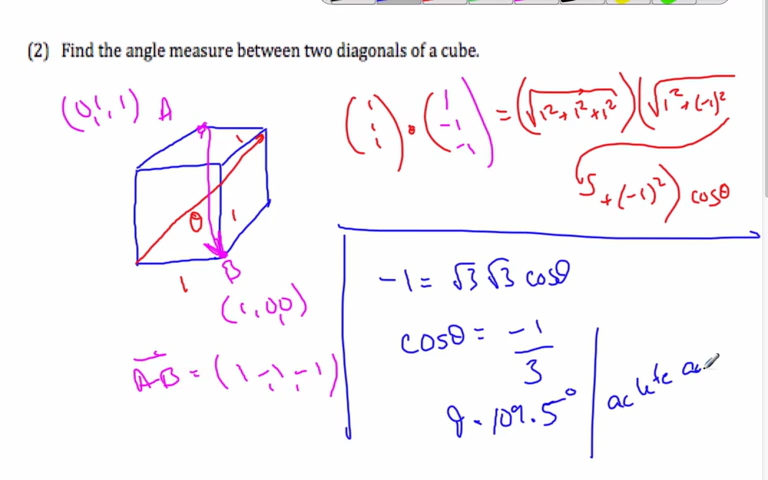 (2) Find the angle measure between two diagonals of a cube.
(0, 1, 1) A
(1 1 1) • (1 -1 -1) = (√1²+1²+1²)(√1²+(-1)²
+(-1)²) cosθ
1
θ
1
1
B
(1,0,0)
AB = (1, -1, -1)
-1 = √3 √3 cosθ
cosθ = -1/3
θ = 109.5°
acute